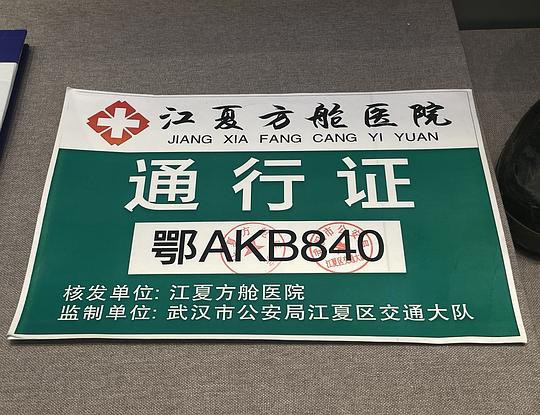 江夏方舱医院
JIANG XIA FANG CANG YI YUAN
通行证
鄂AKB840
核发单位: 江夏方舱医院
监制单位: 武汉市公安局江夏区交通大队